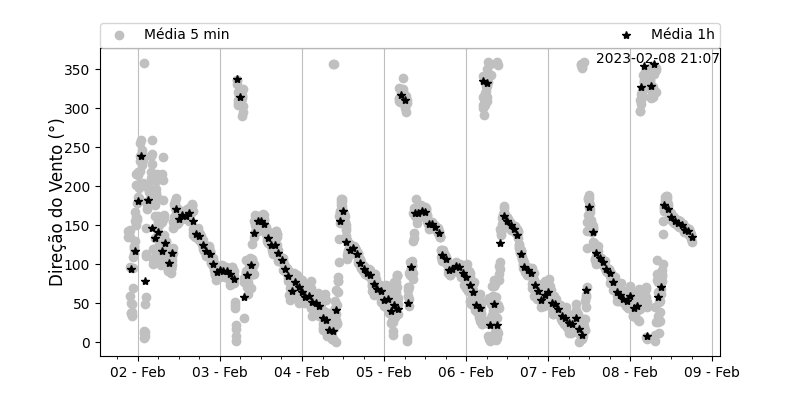 Média 5 min
Média 1h
2023-02-08 21:07
Direção do Vento (°)
350
300
250
200
150
100
50
0
02 - Feb
03 - Feb
04 - Feb
05 - Feb
06 - Feb
07 - Feb
08 - Feb
09 - Feb